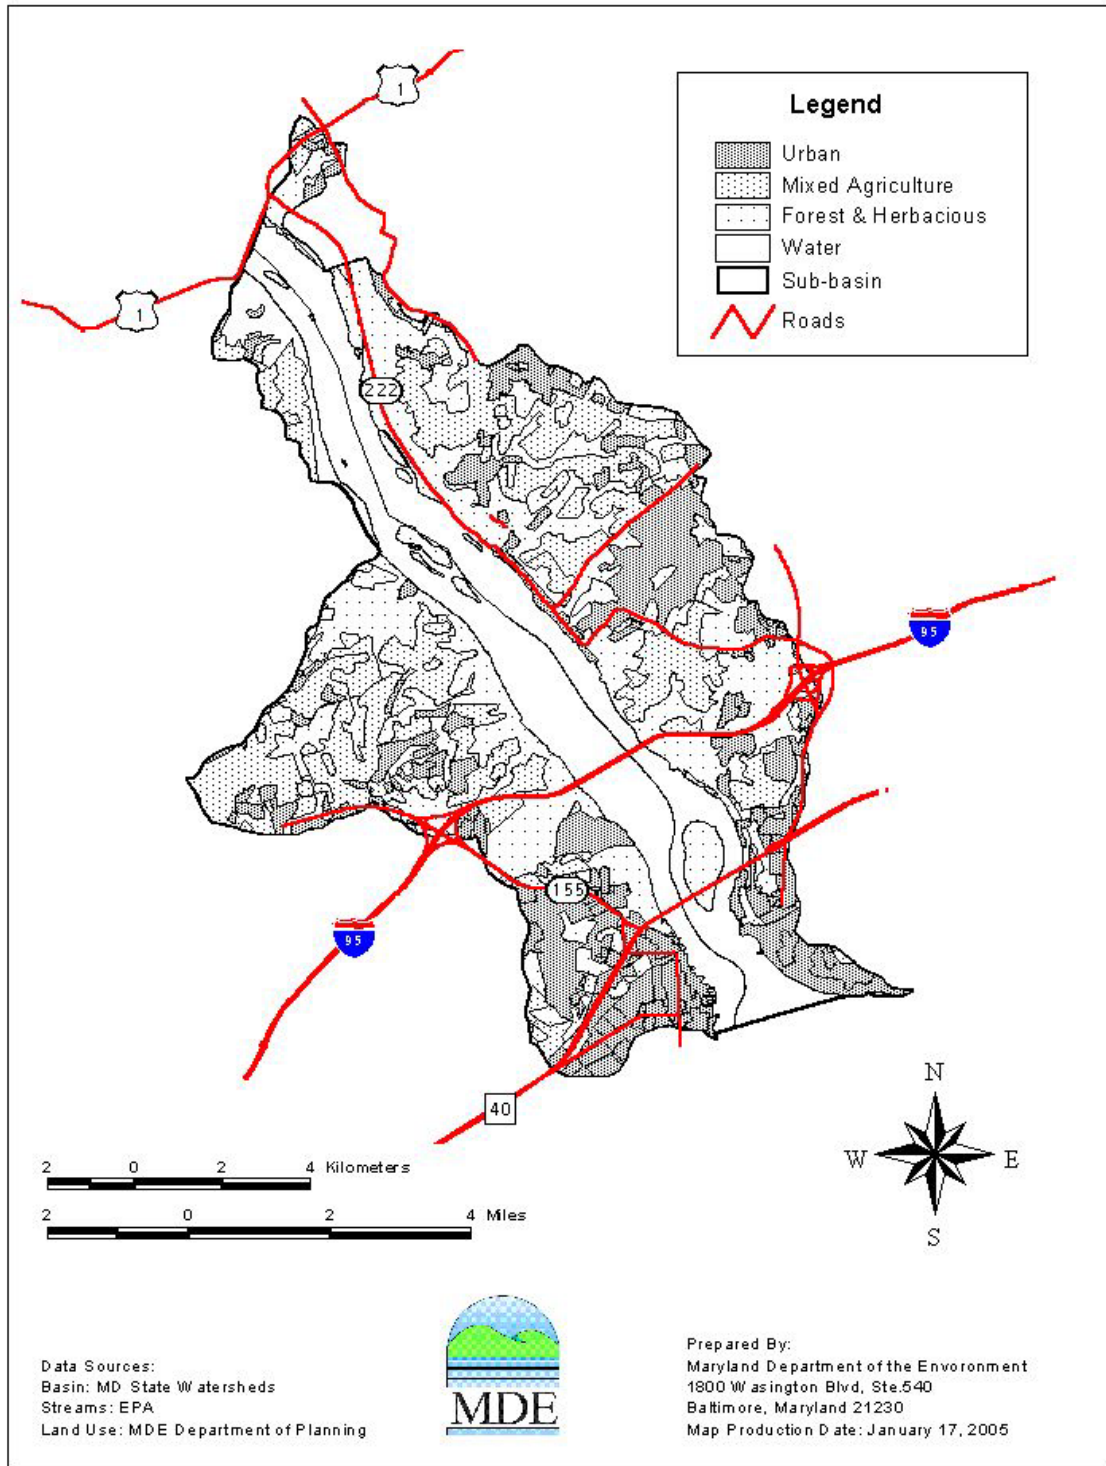 1
Legend
Urban
Mixed Agriculture
Forest & Herbacious
Water
Sub-basin
Roads
1
222
95
155
95
40
N
W E
S
2 0 2 4 Kilometers
2 0 2 4 Miles
Data Sources:
Basin: MD State Watersheds
Streams: EPA
Land Use: MDE Department of Planning
MDE
Prepared By:
Maryland Department of the Envoronment
1800 Wasington Blvd, Ste.540
Baltimore, Maryland 21230
Map Production Date: January 17, 2005